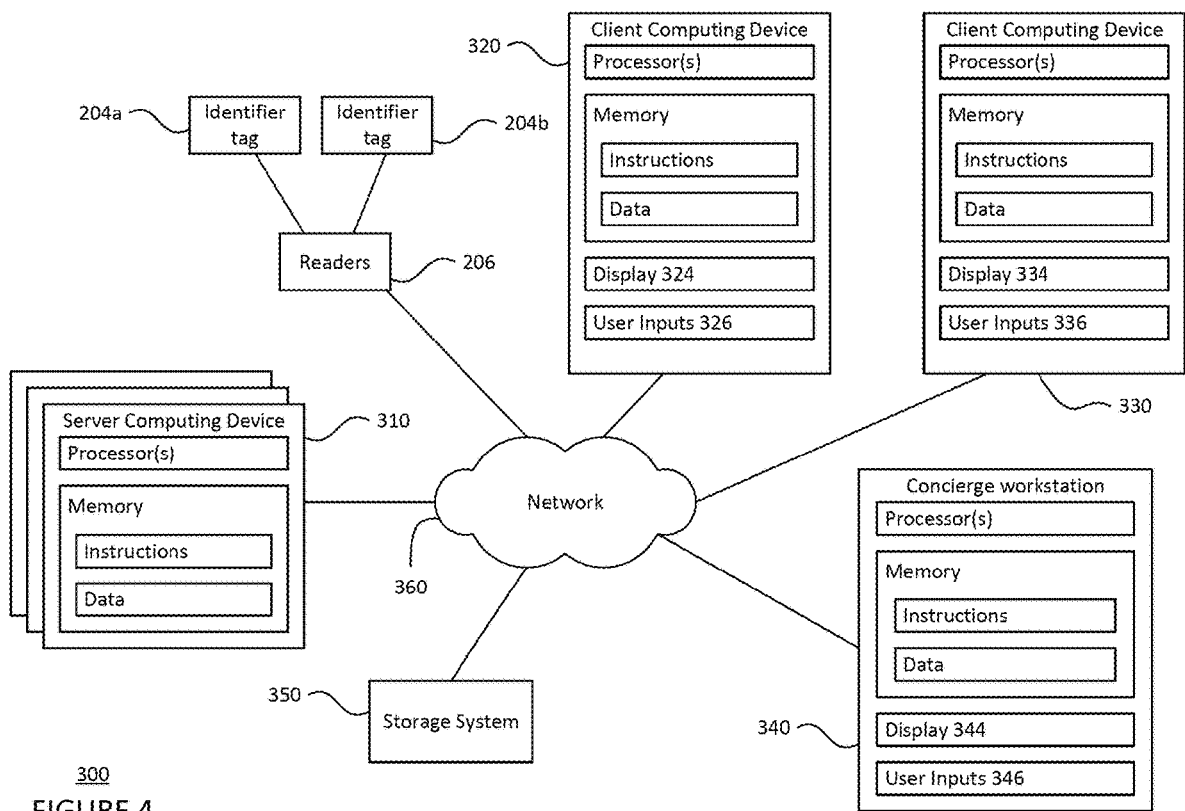 320
Client Computing Device
Processor(s)
Memory
Instructions
Data
Display 324
User Inputs 326
Client Computing Device
Processor(s)
Memory
Instructions
Data
Display 334
User Inputs 336
330
204a
Identifier
tag
Identifier
tag
204b
Readers
206
Server Computing Device
310
Processor(s)
Memory
Instructions
Data
Network
360
Concierge workstation
Processor(s)
Memory
Instructions
Data
Display 344
User Inputs 346
340
350
Storage System
300
FIGURE 4